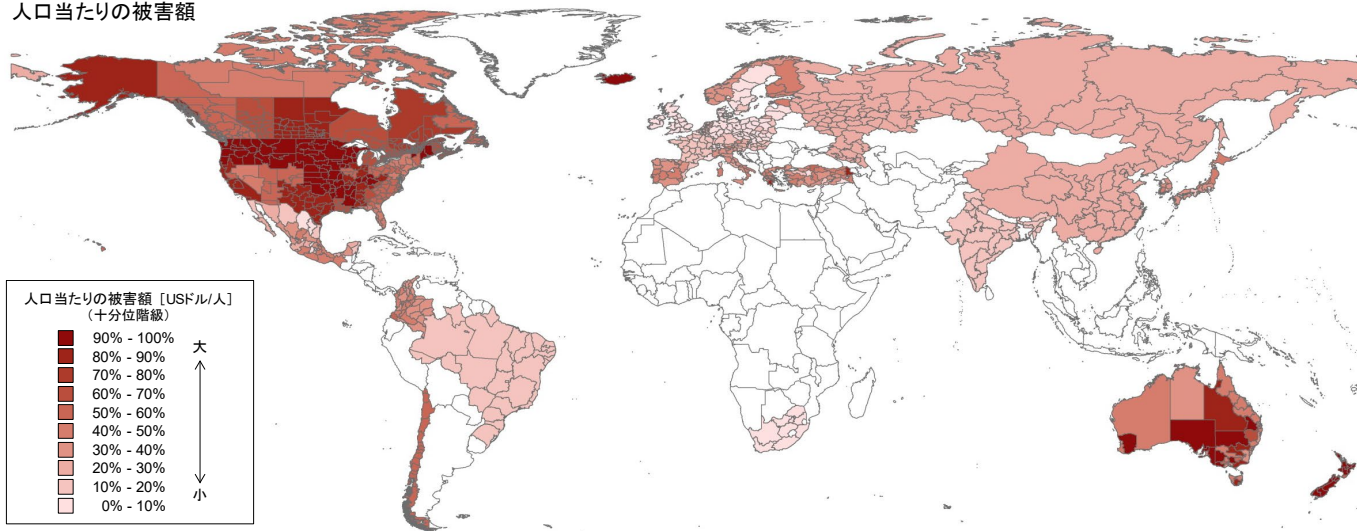 人口当たりの被害額
人口当たりの被害額 [USドル/人]
(十分位階級)
90% - 100%
80% - 90%
70% - 80%
60% - 70%
50% - 60%
40% - 50%
30% - 40%
20% - 30%
10% - 20%
0% - 10%
大
小